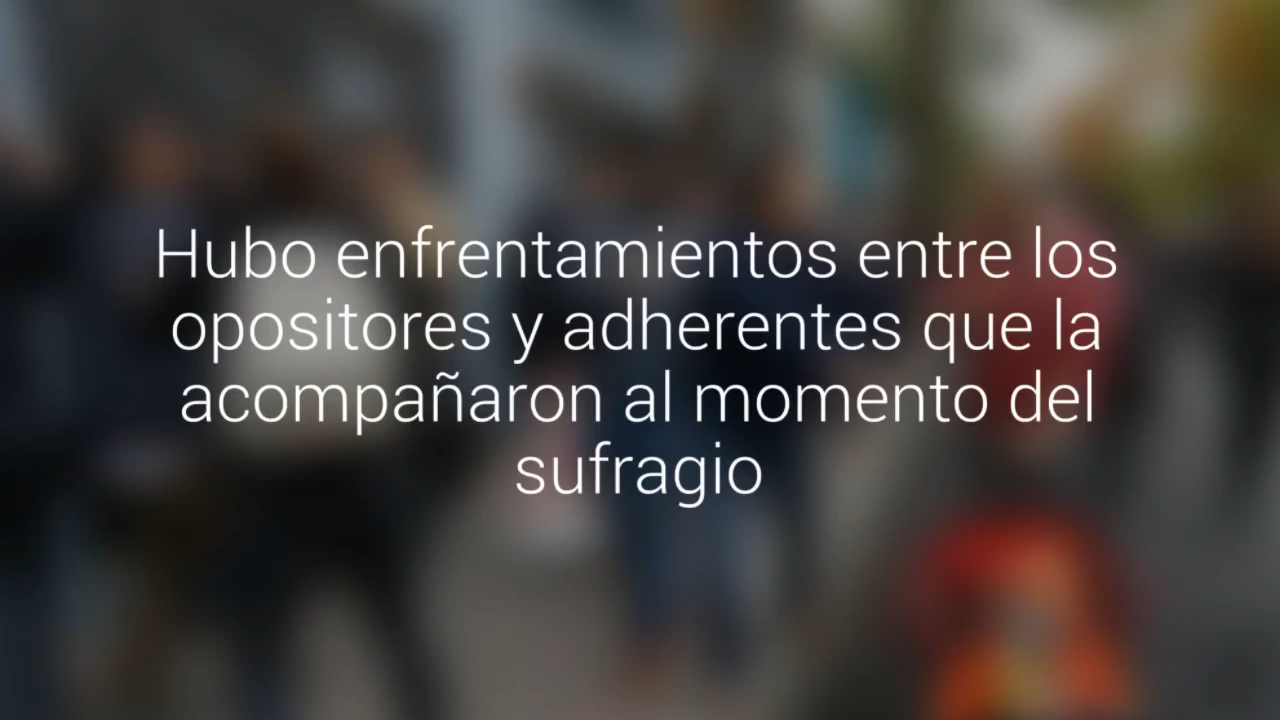 Hubo enfrentamientos entre los
opositores y adherentes que la
acompañaron al momento del
sufragio